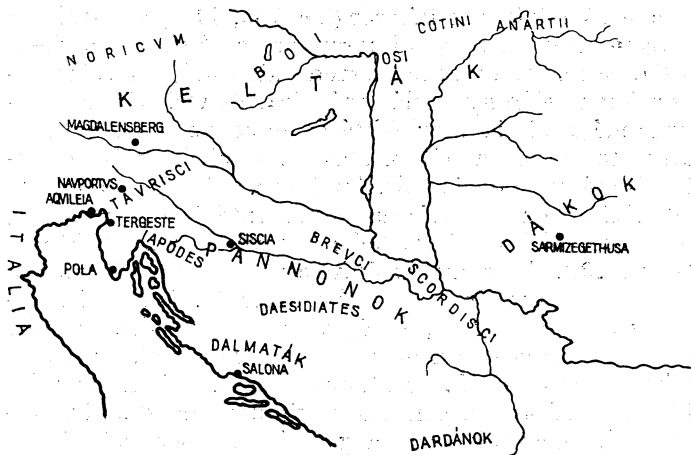 NORICVM
BOI
OSI
COTINI
ANARTII
KELTÁK
MAGDALENSBERG
NAVPORTVS
TAVRISCI
AQVILEIA
TERGESTE
ITALIA
IAPODES
SISCIA
POLA
PANNONOK
BREVCI
SCORDISCI
DAESIDIATES
DÁKOK
SARMIZEGETHUSA
DALMATÁK
SALONA
DARDÁNOK